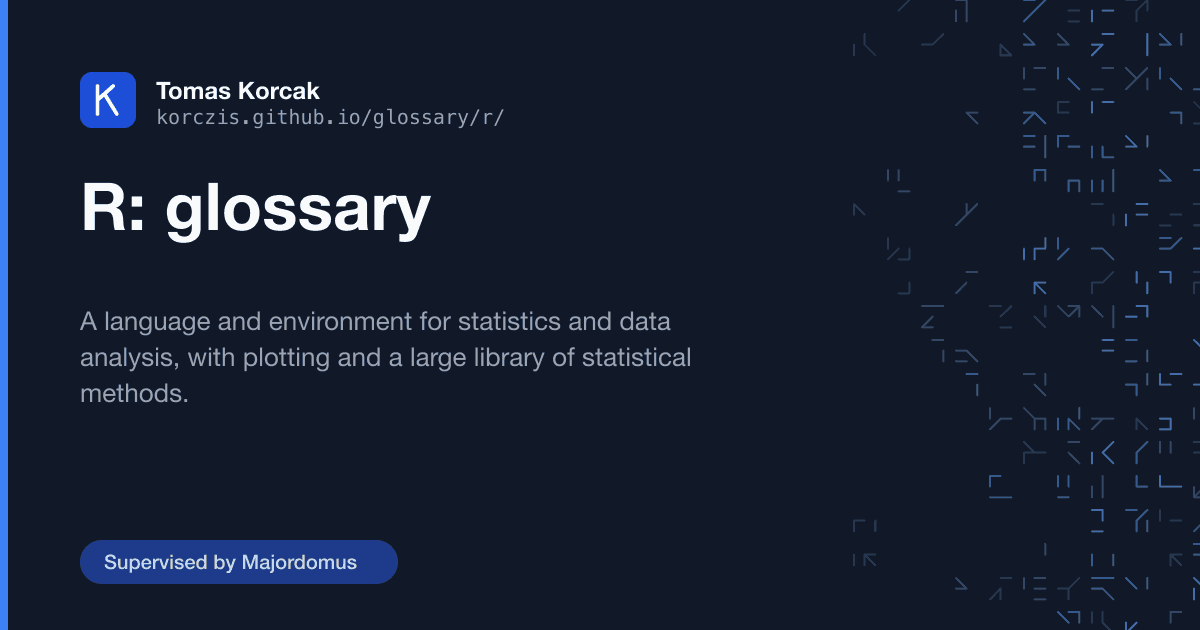 K
Tomas Korcak
korczis.github.io/glossary/r/
R: glossary
A language and environment for statistics and data
analysis, with plotting and a large library of statistical
methods.
Supervised by Majordomus